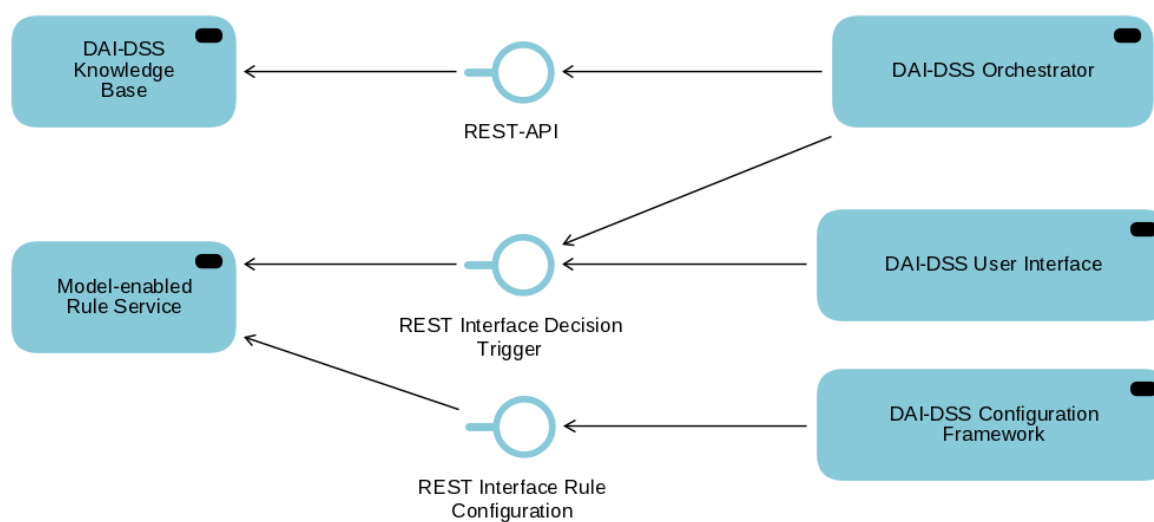 DAI-DSS
Knowledge
Base
REST-API
DAI-DSS Orchestrator
Model-enabled
Rule Service
REST Interface Decision
Trigger
DAI-DSS User Interface
REST Interface Rule
Configuration
DAI-DSS Configuration
Framework